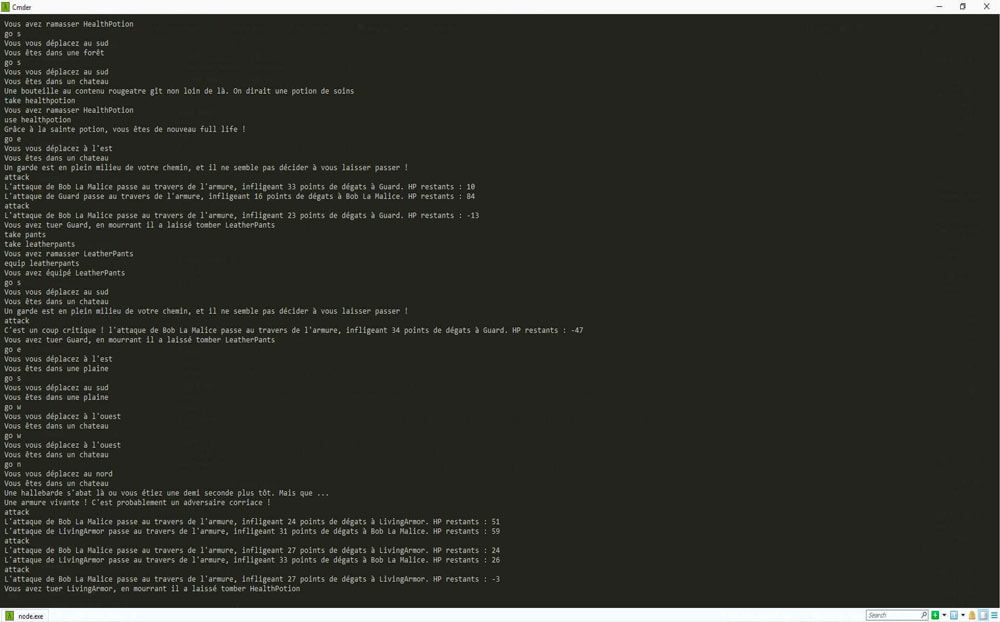 Cmder
Vous avez ramasser HealthPotion
go s
Vous vous déplacez au sud
Vous êtes dans une forêt
go s
Vous vous déplacez au sud
Vous êtes dans un chateau
Une bouteille au contenu rougeatre gît non loin de là. On dirait une potion de soins
take healthpotion
Vous avez ramasser HealthPotion
use healthpotion
Grâce à la sainte potion, vous êtes de nouveau full life !
go e
Vous vous déplacez à l'est
Vous êtes dans un chateau
Un garde est en plein milieu de votre chemin, et il ne semble pas décider à vous laisser passer !
attack
L'attaque de Bob La Malice passe au travers de l'armure, infligeant 33 points de dégats à Guard. HP restants : 10
L'attaque de Guard passe au travers de l'armure, infligeant 16 points de dégats à Bob La Malice. HP restants : 84
attack
L'attaque de Bob La Malice passe au travers de l'armure, infligeant 23 points de dégats à Guard. HP restants : -13
Vous avez tuer Guard, en mourrant il a laissé tomber LeatherPants
take pants
take leatherpants
Vous avez ramasser LeatherPants
equip leatherpants
Vous avez équipé LeatherPants
go s
Vous vous déplacez au sud
Vous êtes dans un chateau
Un garde est en plein milieu de votre chemin, et il ne semble pas décider à vous laisser passer !
attack
C'est un coup critique ! l'attaque de Bob La Malice passe au travers de l'armure, infligeant 34 points de dégats à Guard. HP restants : -47
Vous avez tuer Guard, en mourrant il a laissé tomber LeatherPants
go e
Vous vous déplacez à l'est
Vous êtes dans une plaine
go s
Vous vous déplacez au sud
Vous êtes dans une plaine
go w
Vous vous déplacez à l'ouest
Vous êtes dans un chateau
go w
Vous vous déplacez à l'ouest
Vous êtes dans un chateau
go n
Vous vous déplacez au nord
Vous êtes dans un chateau
Une hallebarde s'abat là ou vous étiez une demi seconde plus tôt. Mais que ...
Une armure vivante ! C'est probablement un adversaire corriace !
attack
L'attaque de Bob La Malice passe au travers de l'armure, infligeant 24 points de dégats à LivingArmor. HP restants : 51
L'attaque de LivingArmor passe au travers de l'armure, infligeant 31 points de dégats à Bob La Malice. HP restants : 59
attack
L'attaque de Bob La Malice passe au travers de l'armure, infligeant 27 points de dégats à LivingArmor. HP restants : 24
L'attaque de LivingArmor passe au travers de l'armure, infligeant 33 points de dégats à Bob La Malice. HP restants : 26
attack
L'attaque de Bob La Malice passe au travers de l'armure, infligeant 27 points de dégats à LivingArmor. HP restants : -3
Vous avez tuer LivingArmor, en mourrant il a laissé tomber HealthPotion
node.exe
Search